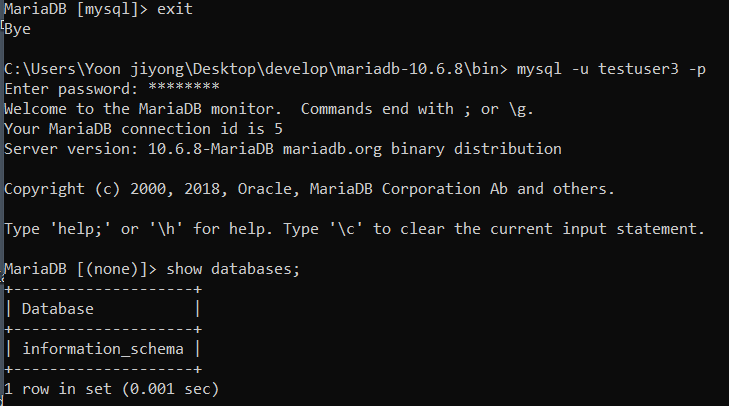 MariaDB [mysql]> exit
Bye
C:\Users\Yoon jiyong\Desktop\develop\mariadb-10.6.8\bin> mysql -u testuser3 -p
Enter password: ********
Welcome to the MariaDB monitor.  Commands end with ; or \g.
Your MariaDB connection id is 5
Server version: 10.6.8-MariaDB mariadb.org binary distribution
Copyright (c) 2000, 2018, Oracle, MariaDB Corporation Ab and others.
Type 'help;' or '\h' for help. Type '\c' to clear the current input statement.
MariaDB [(none)]> show databases;
+--------------------+
| Database           |
+--------------------+
| information_schema |
+--------------------+
1 row in set (0.001 sec)